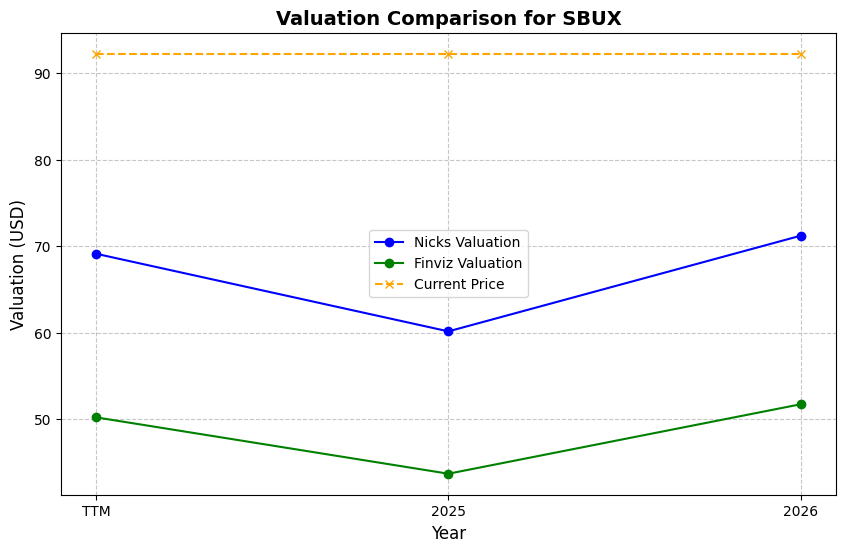 Valuation Comparison for SBUX
Valuation (USD)
90
80
70
60
50
Nicks Valuation
Finviz Valuation
Current Price
TTM
2025
2026
Year